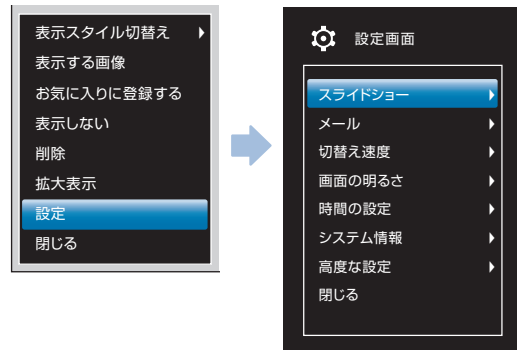 表示スタイル切替え
表示する画像
お気に入りに登録する
表示しない
削除
拡大表示
設定
閉じる
設定画面
スライドショー
メール
切替え速度
画面の明るさ
時間の設定
システム情報
高度な設定
閉じる